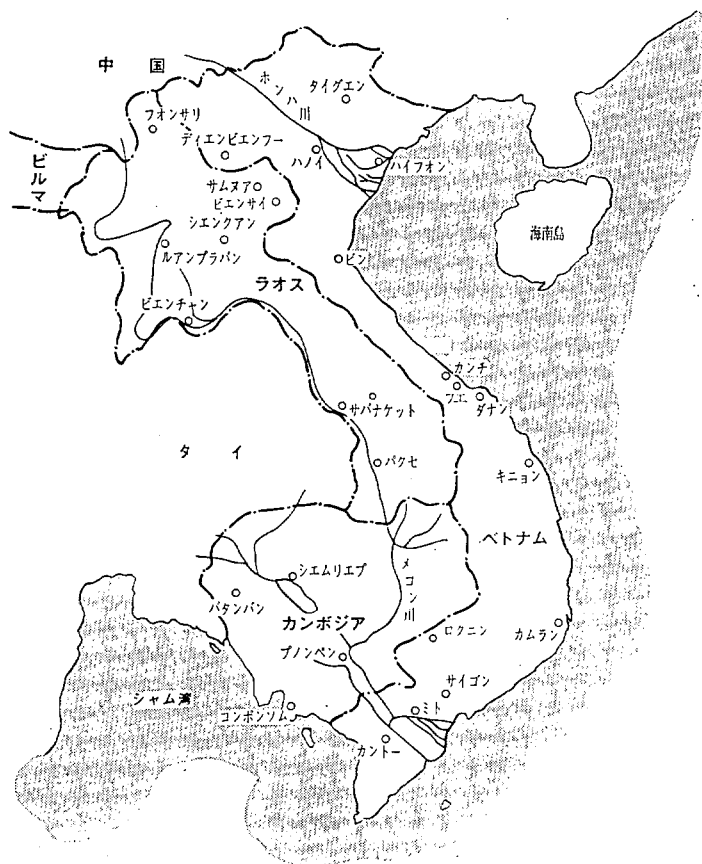 中国
ホンハ川
タイグエン
フォンサリ
ディエンビエンフー
ハノイ
ハイフォン
ビルマ
サムヌア
ビエンサイ
シエンクアン
ルアンプラバン
海南島
ビン
ラオス
ビエンチャン
カンチ
フエ
ダナン
サバナケット
タイ
パクセ
キニョン
ベトナム
シエムリエプ
メコン川
バタンバン
カンボジア
ロクニン
カムラン
プノンペン
サイゴン
シャム湾
コンポンソム
ミト
カントー